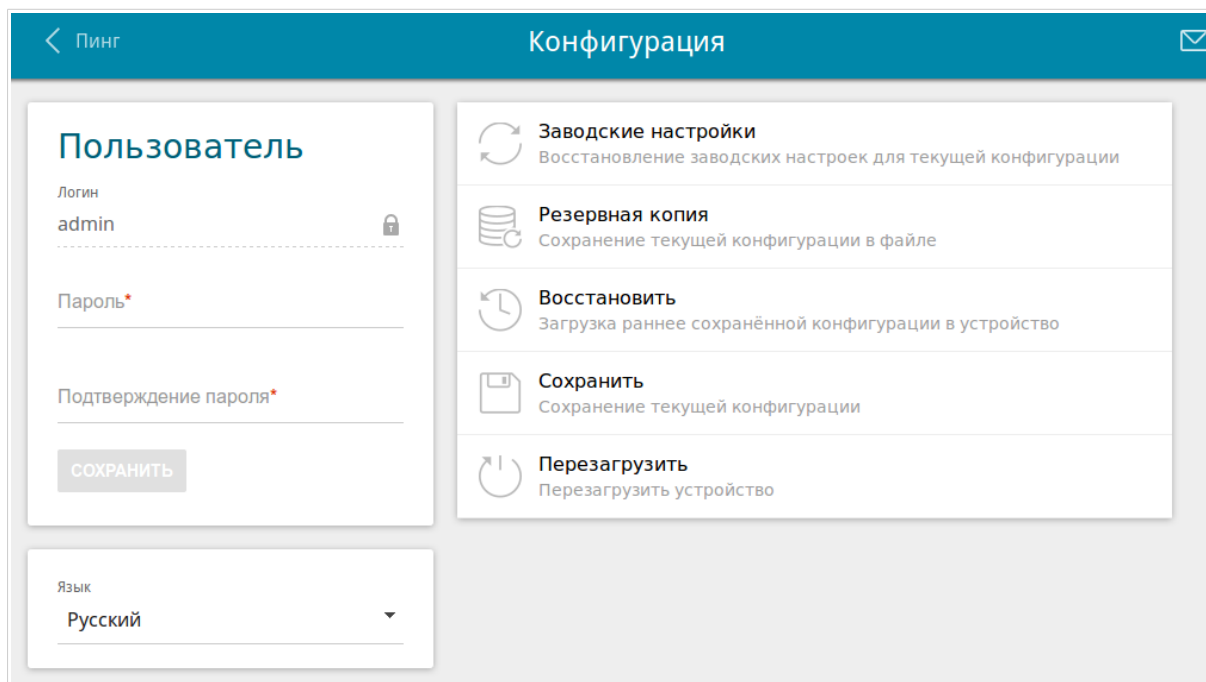 Пинг
Конфигурация
Пользователь
Логин
admin
Пароль*
Подтверждение пароля*
СОХРАНИТЬ
Язык
Русский
Заводские настройки
Восстановление заводских настроек для текущей конфигурации
Резервная копия
Сохранение текущей конфигурации в файле
Восстановить
Загрузка раннее сохранённой конфигурации в устройство
Сохранить
Сохранение текущей конфигурации
Перезагрузить
Перезагрузить устройство